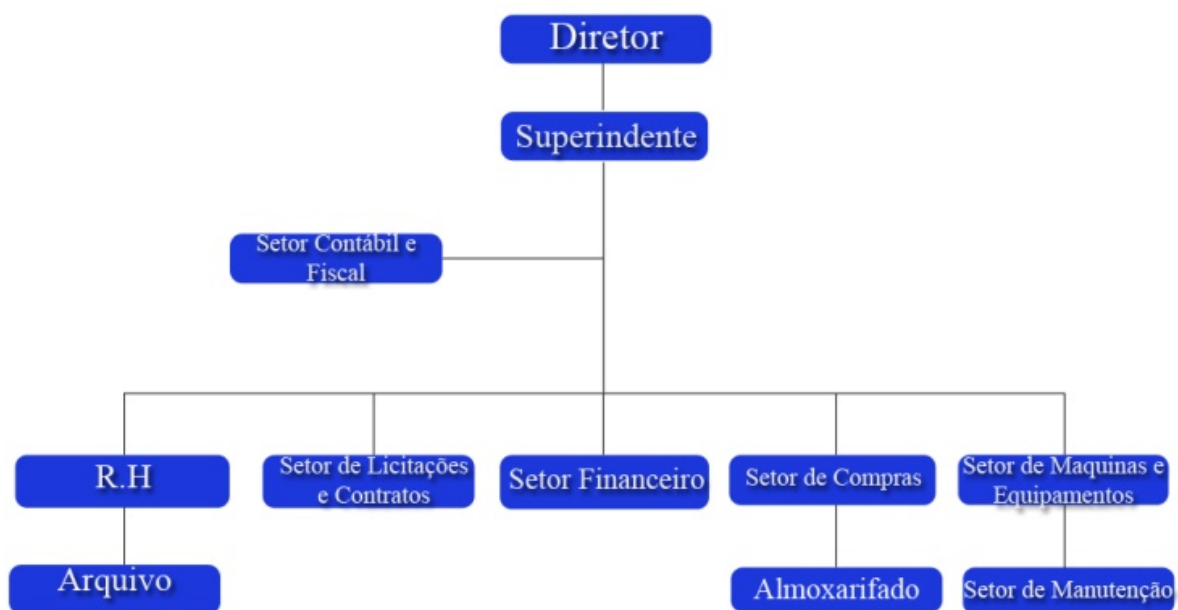 Diretor
Superindente
Setor Contábil e
Fiscal
R.H
Setor de Licitações
e Contratos
Setor Financeiro
Setor de Compras
Setor de Maquinas e
Equipamentos
Arquivo
Almoxarifado
Setor de Manutenção